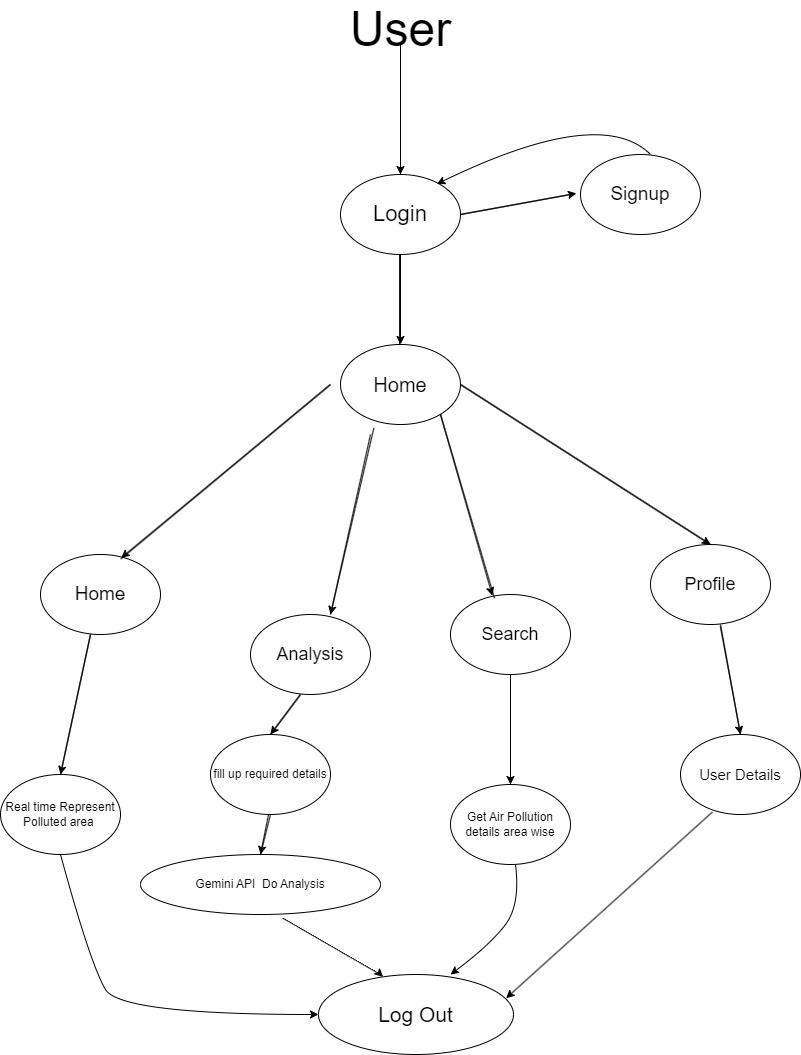 User
Login
Signup
Home
Home
Analysis
Search
Profile
Real time Represent
Polluted area
fill up required details
Gemini API  Do Analysis
Get Air Pollution
details area wise
User Details
Log Out